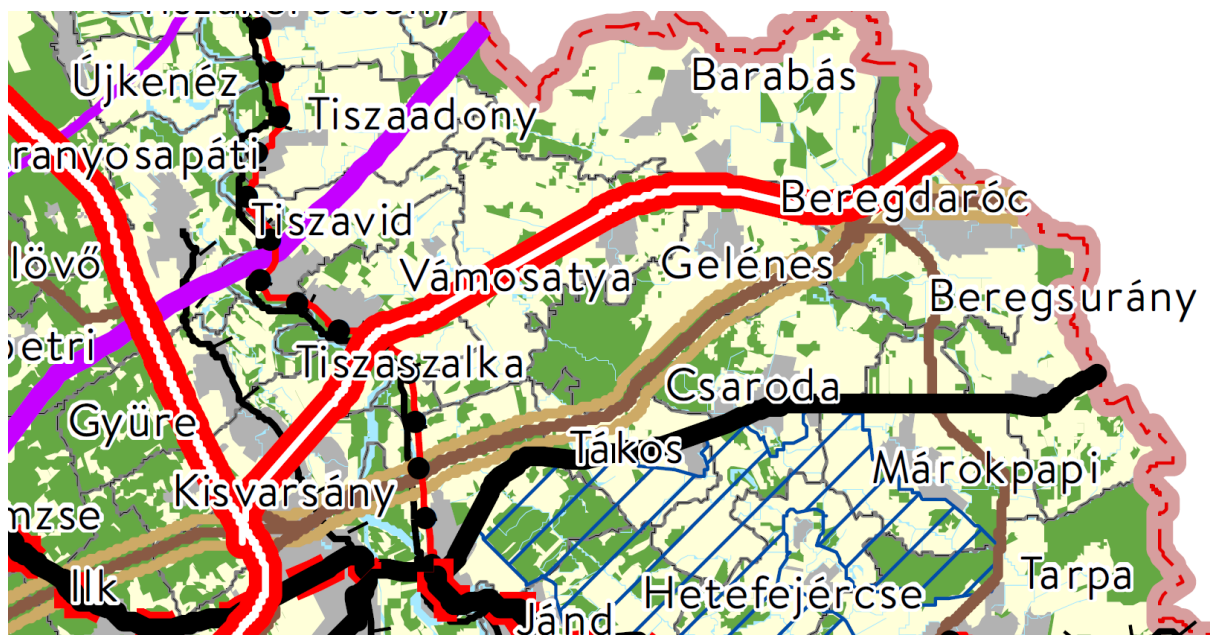 Újkenéz
Barabás
Tiszaadony
ranyosapáti
Beregdaróc
Tiszavid
lövő
Gelénes
Vámosatya
Beregsurány
petri
Tiszaszalka
Csaroda
Gyüre
Tákos
Márokpapi
Kisvarsány
mzse
Tarpa
Ilk
Hetefejércse
Jánd